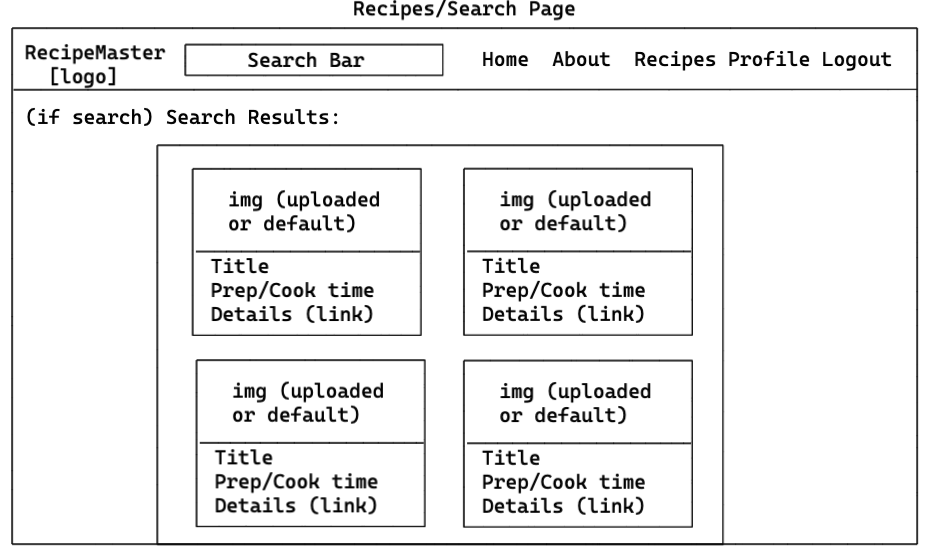 Recipes/Search Page
RecipeMaster
[logo]
Search Bar
Home About Recipes Profile Logout
(if search) Search Results:
img (uploaded
or default)
Title
Prep/Cook time
Details (link)
img (uploaded
or default)
Title
Prep/Cook time
Details (link)
img (uploaded
or default)
Title
Prep/Cook time
Details (link)
img (uploaded
or default)
Title
Prep/Cook time
Details (link)